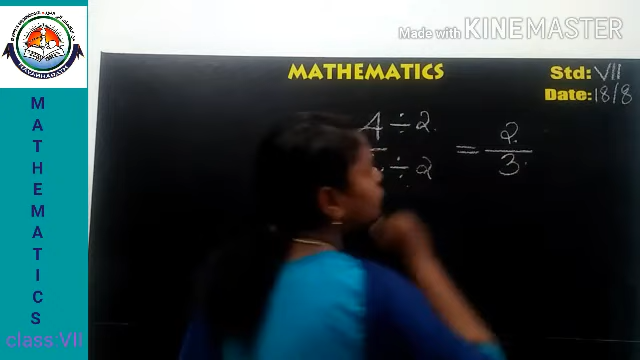 Made with KINEMASTER
MATHEMATICS
Std: VII
Date: 18/8
4 ÷ 2
÷ 2
= 2
3
M
A
T
H
E
M
A
T
I
C
S
class VII